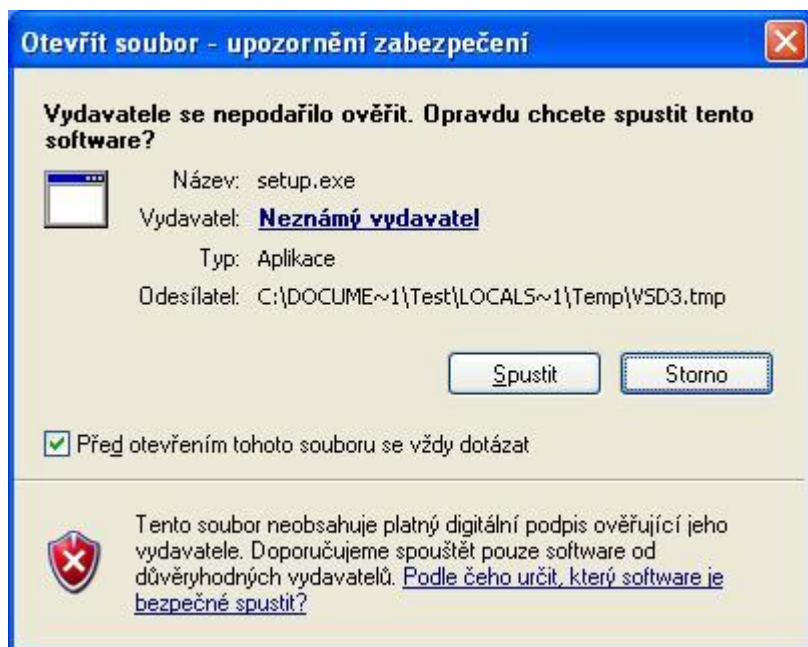 Otevřít soubor - upozornění zabezpečení
Vydavatele se nepodařilo ověřit. Opravdu chcete spustit tento
software?
Název: setup.exe
Vydavatel: Neznámý vydavatel
Typ: Aplikace
Odesílatel: C:\DOCUME~1\Test\LOCALS~1\Temp\VSD3.tmp
Spustit Storno
Před otevřením tohoto souboru se vždy dotázat
Tento soubor neobsahuje platný digitální podpis ověřující jeho
vydavatele. Doporučujeme spouštět pouze software od
důvěryhodných vydavatelů. Podle čeho určit, který software je
bezpečné spustit?